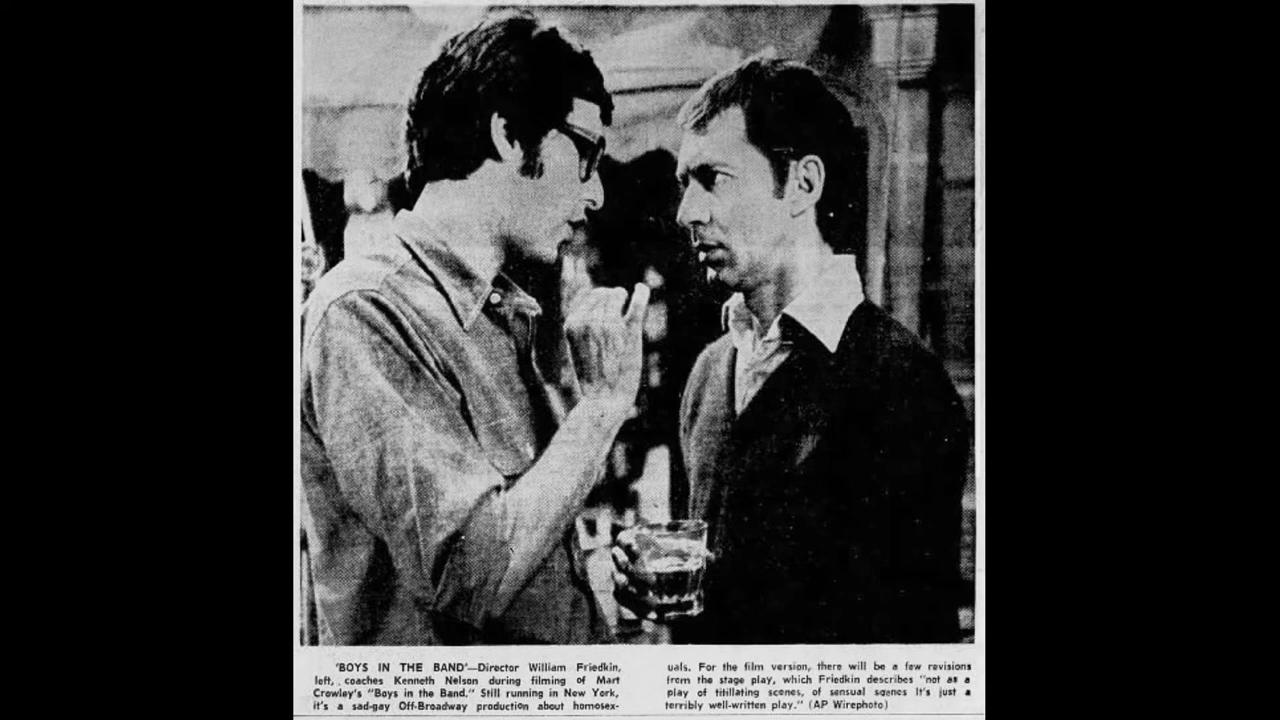 'BOYS IN THE BAND'—Director William Friedkin,
left, coaches Kenneth Nelson during filming of Mart
Crowley's "Boys in the Band." Still running in New York,
it's a sad-gay Off-Broadway production about homosex-
uals. For the film version, there will be a few revisions
from the stage play, which Friedkin describes "not as a
play of titillating scenes, of sensual scenes It's just a
terribly well-written play." (AP Wirephoto)